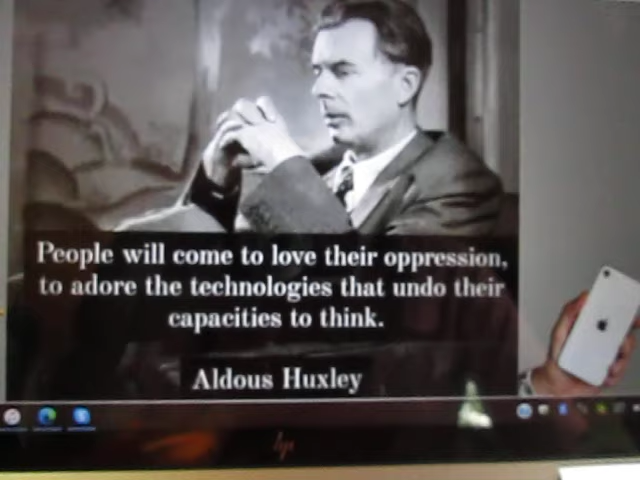 People will come to love their oppression,
to adore the technologies that undo their
capacities to think.
Aldous Huxley
hp